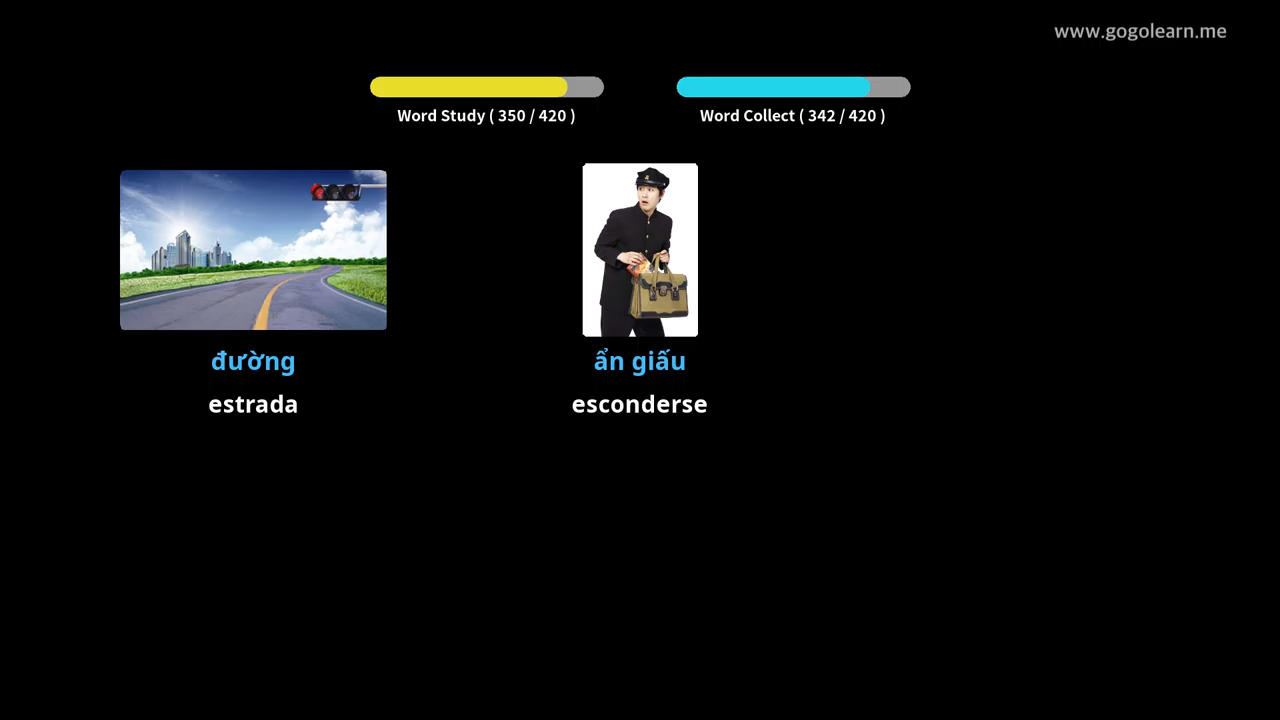 www.gogolearn.me
Word Study ( 350 / 420 )
Word Collect ( 342 / 420 )
đường
estrada
ẩn giấu
esconderse